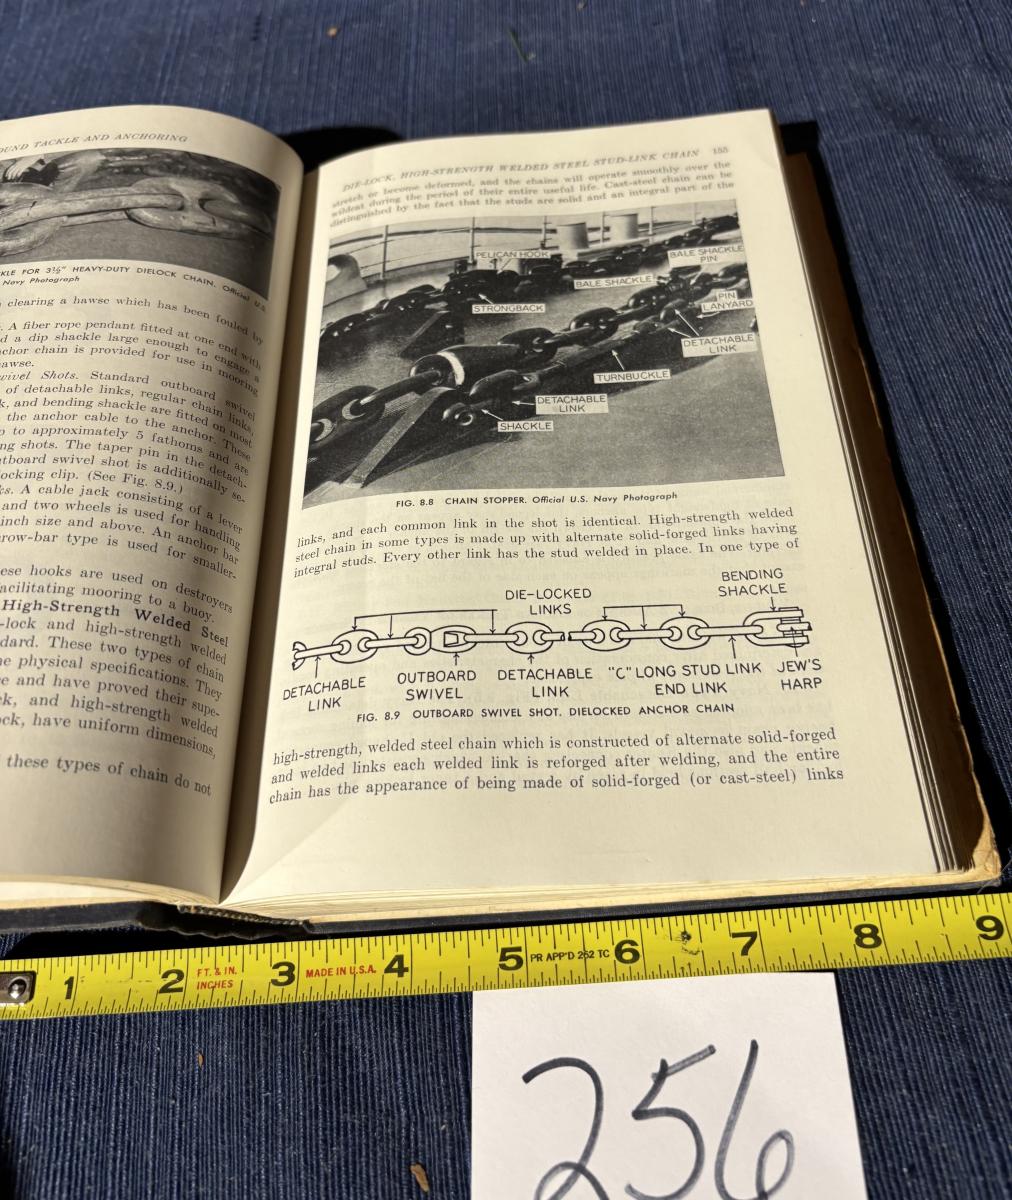 OUND TACKLE AND ANCHORING
KLE FOR 3½" HEAVY-DUTY DIELOCK CHAIN. Official U.S.
Navy Photograph
clearing a hawse which has been fouled by
. A fiber rope pendant fitted at one end with
d a dip shackle large enough to engage a
chor chain is provided for use in mooring
awse.
wivel Shots. Standard outboard swivel
of detachable links, regular chain links,
k, and bending shackle are fitted on most
the anchor cable to the anchor. These
p to approximately 5 fathoms and are
ng shots. The taper pin in the detach-
tboard swivel shot is additionally se-
ocking clip. (See Fig. 8.9.)
ks. A cable jack consisting of a lever
and two wheels is used for handling
inch size and above. An anchor bar
row-bar type is used for smaller-
ese hooks are used on destroyers
facilitating mooring to a buoy.
High-Strength Welded Steel
-lock and high-strength welded
dard. These two types of chain
e physical specifications. They
e and have proved their supe-
ck, and high-strength welded
ock, have uniform dimensions,
these types of chain do not
DIE-LOCK, HIGH-STRENGTH WELDED STEEL STUD-LINK CHAIN 155
stretch or become deformed, and the chains will operate smoothly over the
wildcat during the period of their entire useful life. Cast-steel chain can be
distinguished by the fact that the studs are solid and an integral part of the
PELICAN HOOK
BALE SHACKLE
PIN
BALE SHACKLE
STRONGBACK
PIN
LANYARD
DETACHABLE
LINK
TURNBUCKLE
DETACHABLE
LINK
SHACKLE
FIG. 8.8 CHAIN STOPPER. Official U.S. Navy Photograph
links, and each common link in the shot is identical. High-strength welded
steel chain in some types is made up with alternate solid-forged links having
integral studs. Every other link has the stud welded in place. In one type of
BENDING
SHACKLE
DIE-LOCKED
LINKS
DETACHABLE
LINK
OUTBOARD
SWIVEL
DETACHABLE
LINK
"C" LONG STUD LINK
END LINK
JEW'S
HARP
FIG. 8.9 OUTBOARD SWIVEL SHOT, DIELOCKED ANCHOR CHAIN
high-strength, welded steel chain which is constructed of alternate solid-forged
and welded links each welded link is reforged after welding, and the entire
chain has the appearance of being made of solid-forged (or cast-steel) links
1 2 FT. & IN. INCHES 3 MADE IN U.S.A. 4 5 PR APP'D 262 TC 6 7 8 9
256